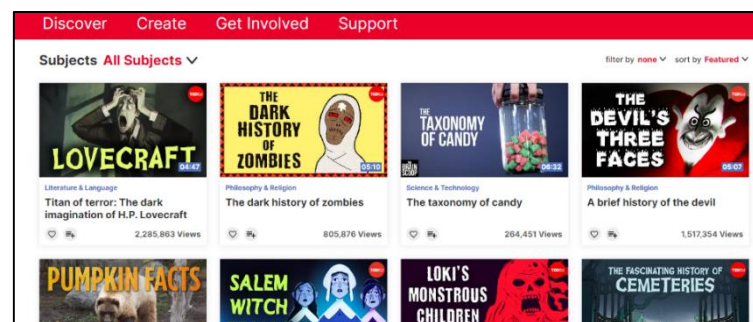 Discover Create Get Involved Support
Subjects All Subjects
filter by none sort by Featured
LOVECRAFT
04:47
THE
DARK
HISTORY
OF
ZOMBIES
05:10
THE
TAXONOMY
OF CANDY
THE
BRAIN
SCOOP
06:32
THE
DEVIL'S
THREE
FACES
05:07
Literature & Language
Titan of terror: The dark
imagination of H.P. Lovecraft
2,285,863 Views
Philosophy & Religion
The dark history of zombies
805,876 Views
Science & Technology
The taxonomy of candy
264,451 Views
Philosophy & Religion
A brief history of the devil
1,517,354 Views
PUMPKIN FACTS
SALEM
WITCH
LOKI'S
MONSTROUS
CHILDREN
THE FASCINATING HISTORY OF
CEMETERIES